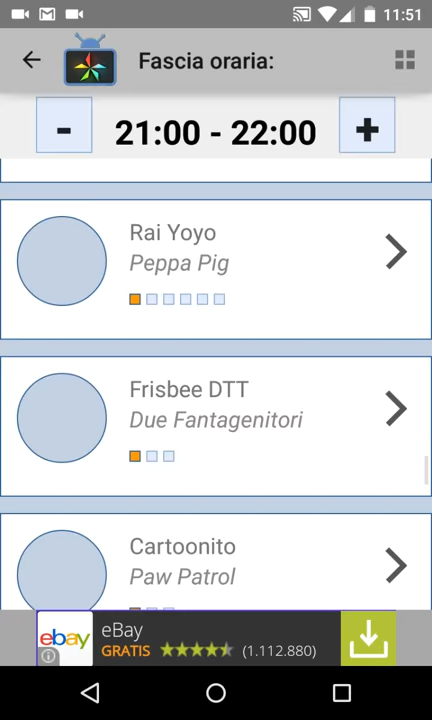 11:51
Fascia oraria:
- 21:00 - 22:00 +
Rai Yoyo
Peppa Pig
Frisbee DTT
Due Fantagenitori
Cartoonito
Paw Patrol
ebay
eBay
GRATIS (1.112.880)